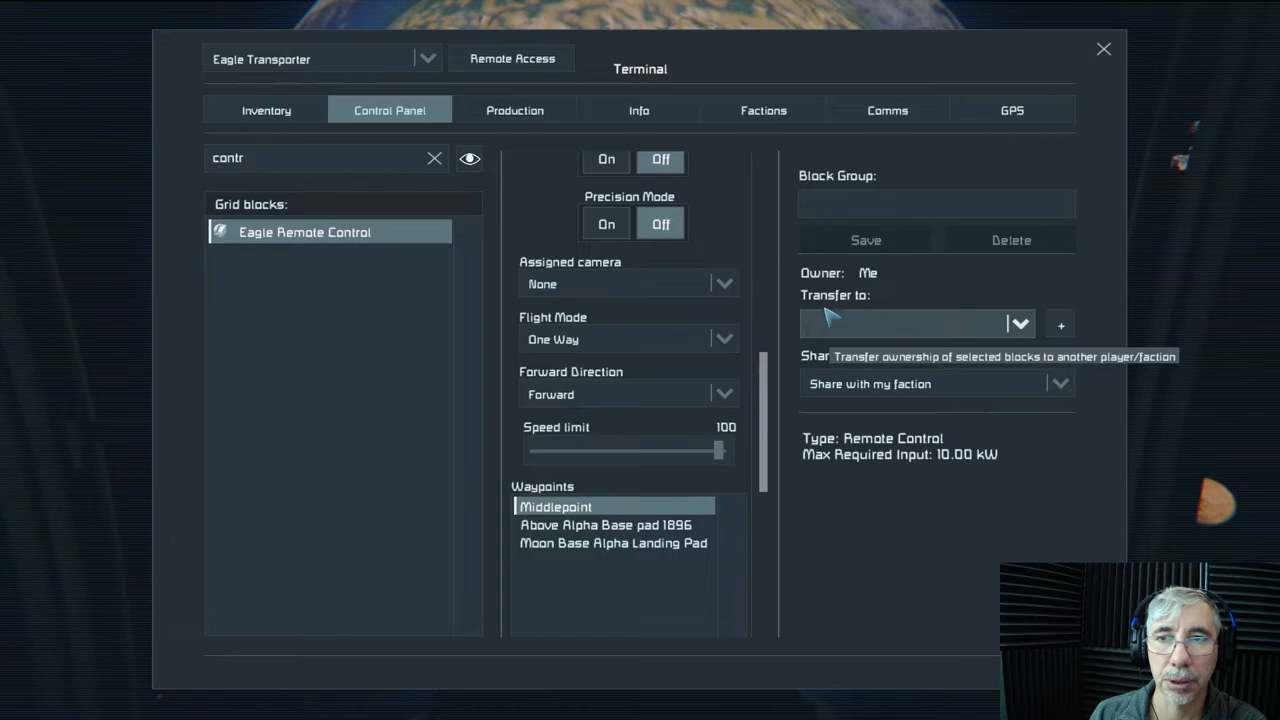 Eagle Transporter
Remote Access
Terminal
Inventory
Control Panel
Production
Info
Factions
Comms
GPS
contr
Grid blocks:
Eagle Remote Control
On
Off
Precision Mode
On
Off
Assigned camera
None
Flight Mode
One Way
Forward Direction
Forward
Speed limit
100
Waypoints
Middlepoint
Above Alpha Base pad 1896
Moon Base Alpha Landing Pad
Block Group:
Save
Delete
Owner: Me
Transfer to:
+
Shar
Transfer ownership of selected blocks to another player/faction
Share with my faction
Type: Remote Control
Max Required Input: 10.00 kW